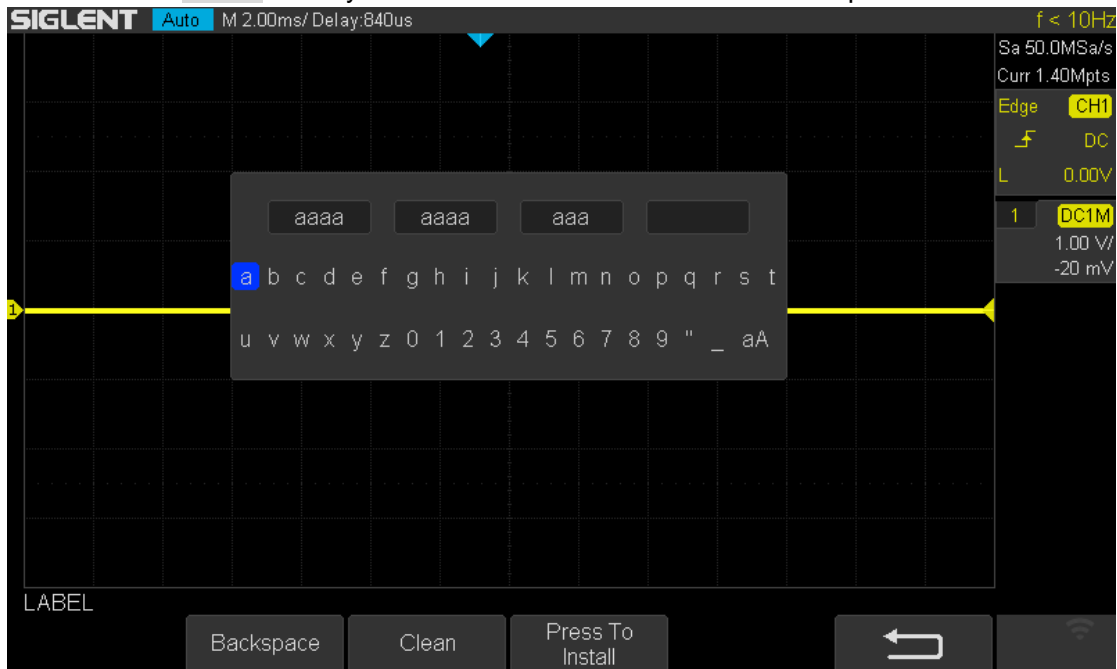 SIGLENT Auto M 2.00ms/ Delay:840us f < 10Hz
Sa 50.0MSa/s
Curr 1.40Mpts
Edge CH1
DC
L 0.00V
1 DC1M
1.00 V/
-20 mV
aaaa aaaa aaa
a b c d e f g h i j k l m n o p q r s t
1
u v w x y z 0 1 2 3 4 5 6 7 8 9 " _ aA
LABEL
Backspace Clean Press To
Install